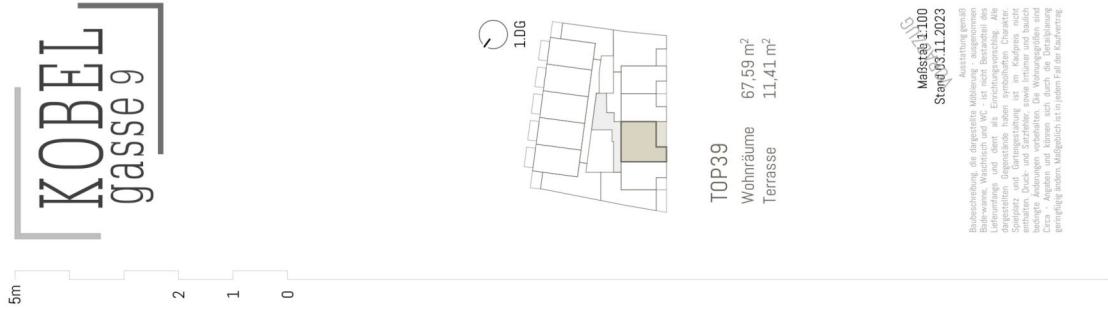 KOBEL
gasse 9
1.DG
TOP39
Wohnräume 67,59 m²
Terrasse 11,41 m²
Maßstab 1:100
Stand 03.11.2023
Ausstattung gemäß
Baubeschreibung, die dargestellte Möblierung - ausgenommen
Badewanne, Waschtisch und WC - ist nicht Bestandteil des
Lieferumfangs und dient als Einrichtungsvorschlag. Alle
dargestellten Gegenstände haben symbolhaften Charakter.
Spielplatz und Gartengestaltung ist im Kaufpreis nicht
enthalten. Druck- und Satzfehler, sowie Irrtümer und baulich
bedingte Änderungen vorbehalten. Die Wohnungsgrößen sind
Circa - Angaben und können sich durch die Detailplanung
geringfügig ändern. Maßgeblich ist in jedem Fall der Kaufvertrag.
5m
2
1
0